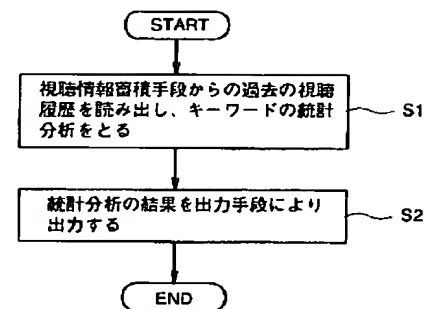 START
視聴情報蓄積手段からの過去の視聴
履歴を読み出し、キーワードの統計
分析をとる
S1
統計分析の結果を出力手段により
出力する
S2
END